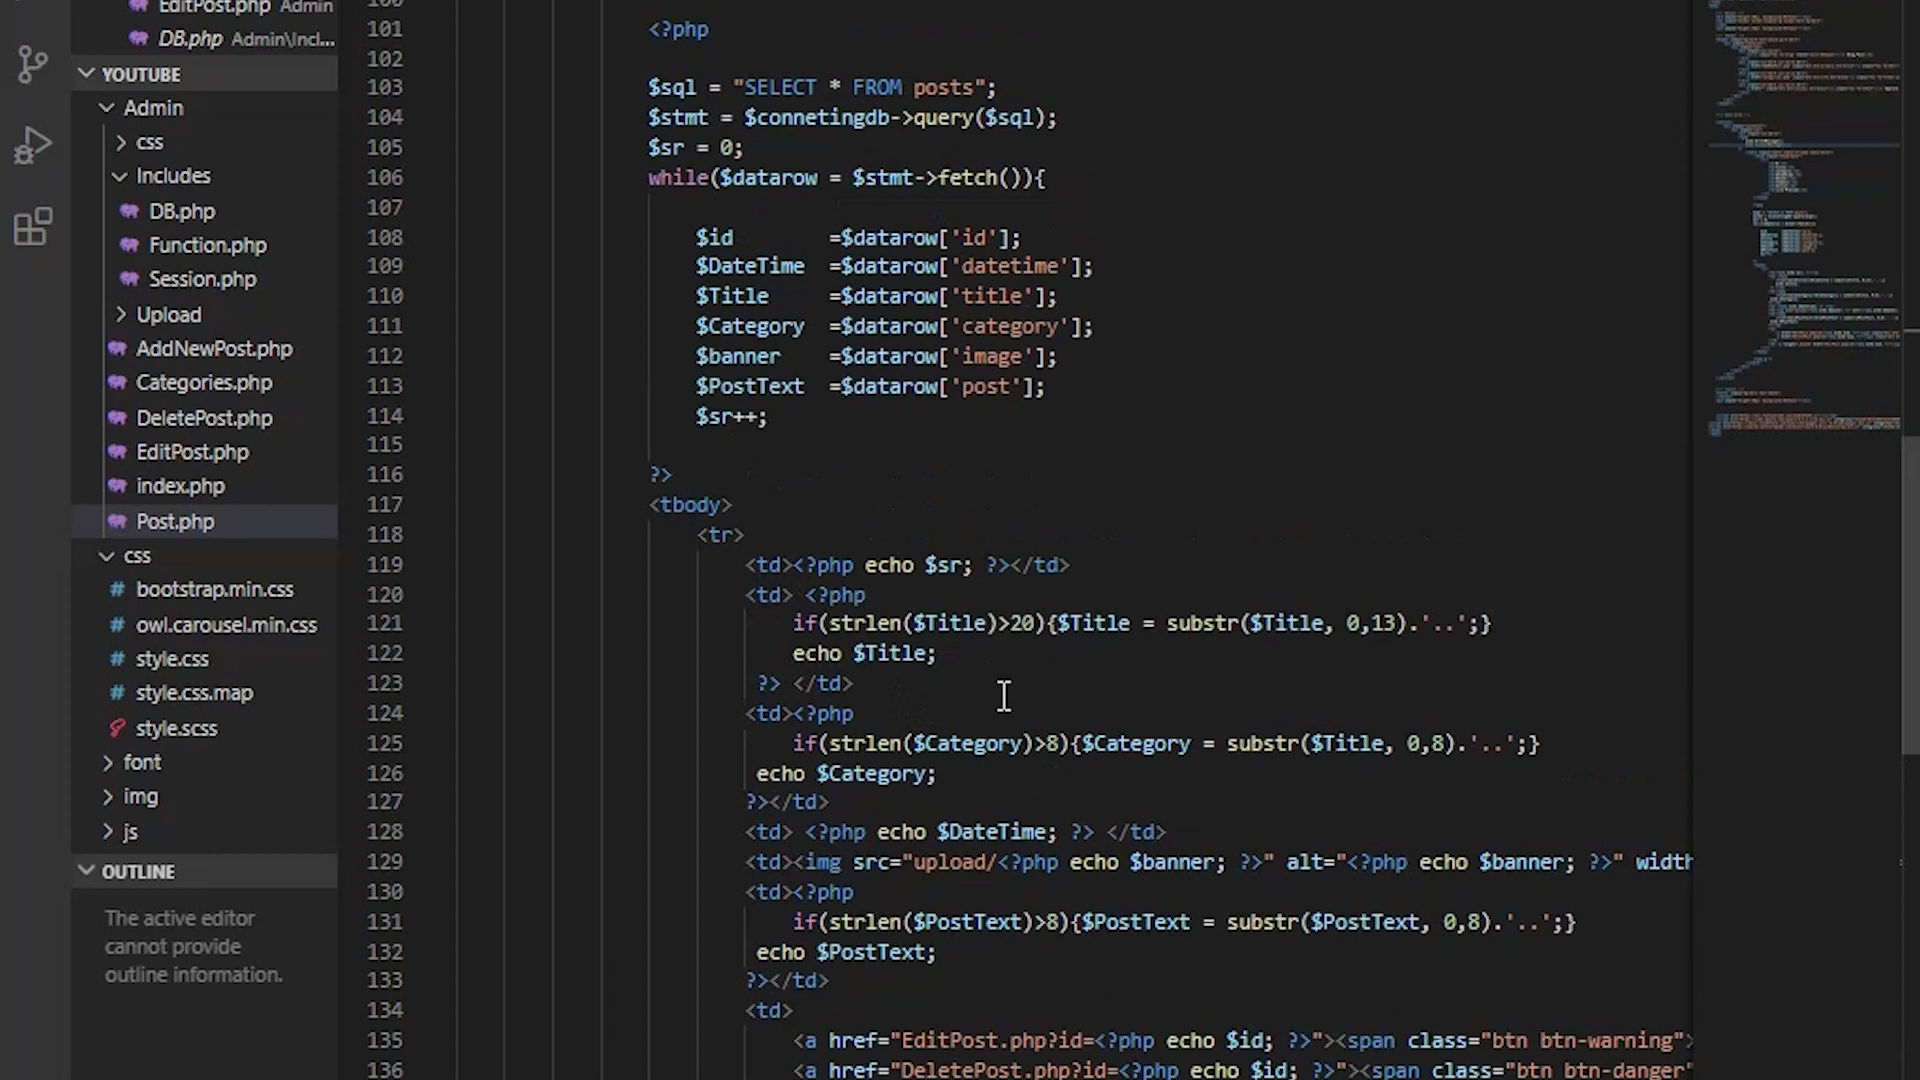 EditPost.php Admin
DB.php Admin\Incl...
YOUTUBE
Admin
css
Includes
DB.php
Function.php
Session.php
Upload
AddNewPost.php
Categories.php
DeletePost.php
EditPost.php
index.php
Post.php
css
bootstrap.min.css
owl.carousel.min.css
style.css
style.css.map
style.scss
font
img
js
OUTLINE
The active editor
cannot provide
outline information.
100
101 <?php
102
103 $sql = "SELECT * FROM posts";
104 $stmt = $connetingdb->query($sql);
105 $sr = 0;
106 while($datarow = $stmt->fetch()){
107
108 $id =$datarow['id'];
109 $DateTime =$datarow['datetime'];
110 $Title =$datarow['title'];
111 $Category =$datarow['category'];
112 $banner =$datarow['image'];
113 $PostText =$datarow['post'];
114 $sr++;
115
116 ?>
117 <tbody>
118 <tr>
119 <td><?php echo $sr; ?></td>
120 <td> <?php
121 if(strlen($Title)>20){$Title = substr($Title, 0,13).'..';}
122 echo $Title;
123 ?> </td>
124 <td><?php
125 if(strlen($Category)>8){$Category = substr($Title, 0,8).'..';}
126 echo $Category;
127 ?></td>
128 <td> <?php echo $DateTime; ?> </td>
129 <td><img src="upload/<?php echo $banner; ?>" alt="<?php echo $banner; ?>" width
130 <td><?php
131 if(strlen($PostText)>8){$PostText = substr($PostText, 0,8).'..';}
132 echo $PostText;
133 ?></td>
134 <td>
135 <a href="EditPost.php?id=<?php echo $id; ?>"><span class="btn btn-warning">
136 <a href="DeletePost.php?id=<?php echo $id; ?>"><span class="btn btn-danger"